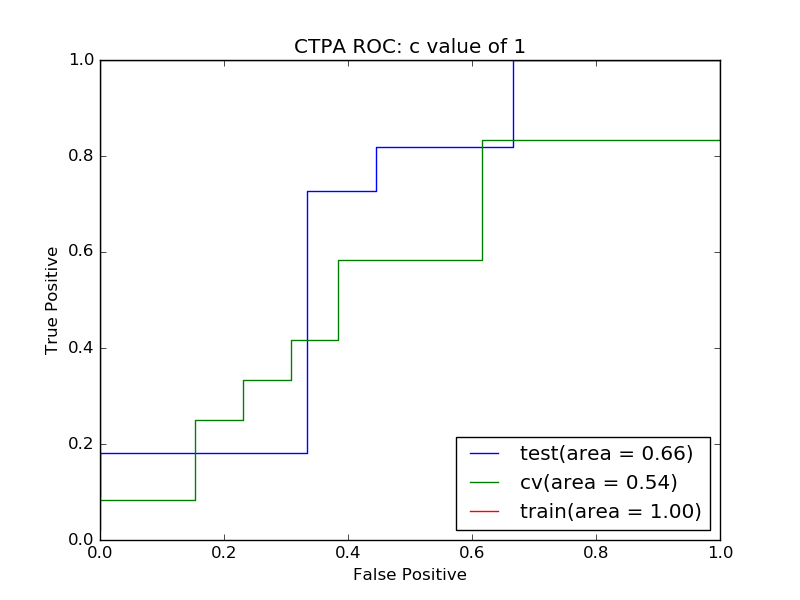 CTPA ROC: c value of 1
1.0
0.8
0.6
0.4
0.2
0.0
True Positive
test(area = 0.66)
cv(area = 0.54)
train(area = 1.00)
0.0 0.2 0.4 0.6 0.8 1.0
False Positive